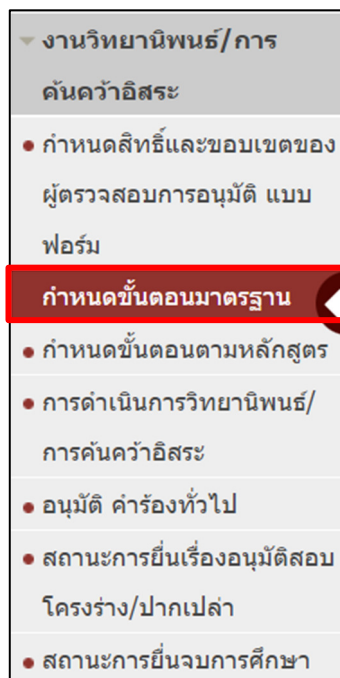 งานวิทยานิพนธ์/การ
ค้นคว้าอิสระ
กำหนดสิทธิ์และขอบเขตของ
ผู้ตรวจสอบการอนุมัติ แบบ
ฟอร์ม
กำหนดขั้นตอนมาตรฐาน
กำหนดขั้นตอนตามหลักสูตร
การดำเนินการวิทยานิพนธ์/
การค้นคว้าอิสระ
อนุมัติ คำร้องทั่วไป
สถานะการยื่นเรื่องอนุมัติสอบ
โครงร่าง/ปากเปล่า
สถานะการยื่นจบการศึกษา